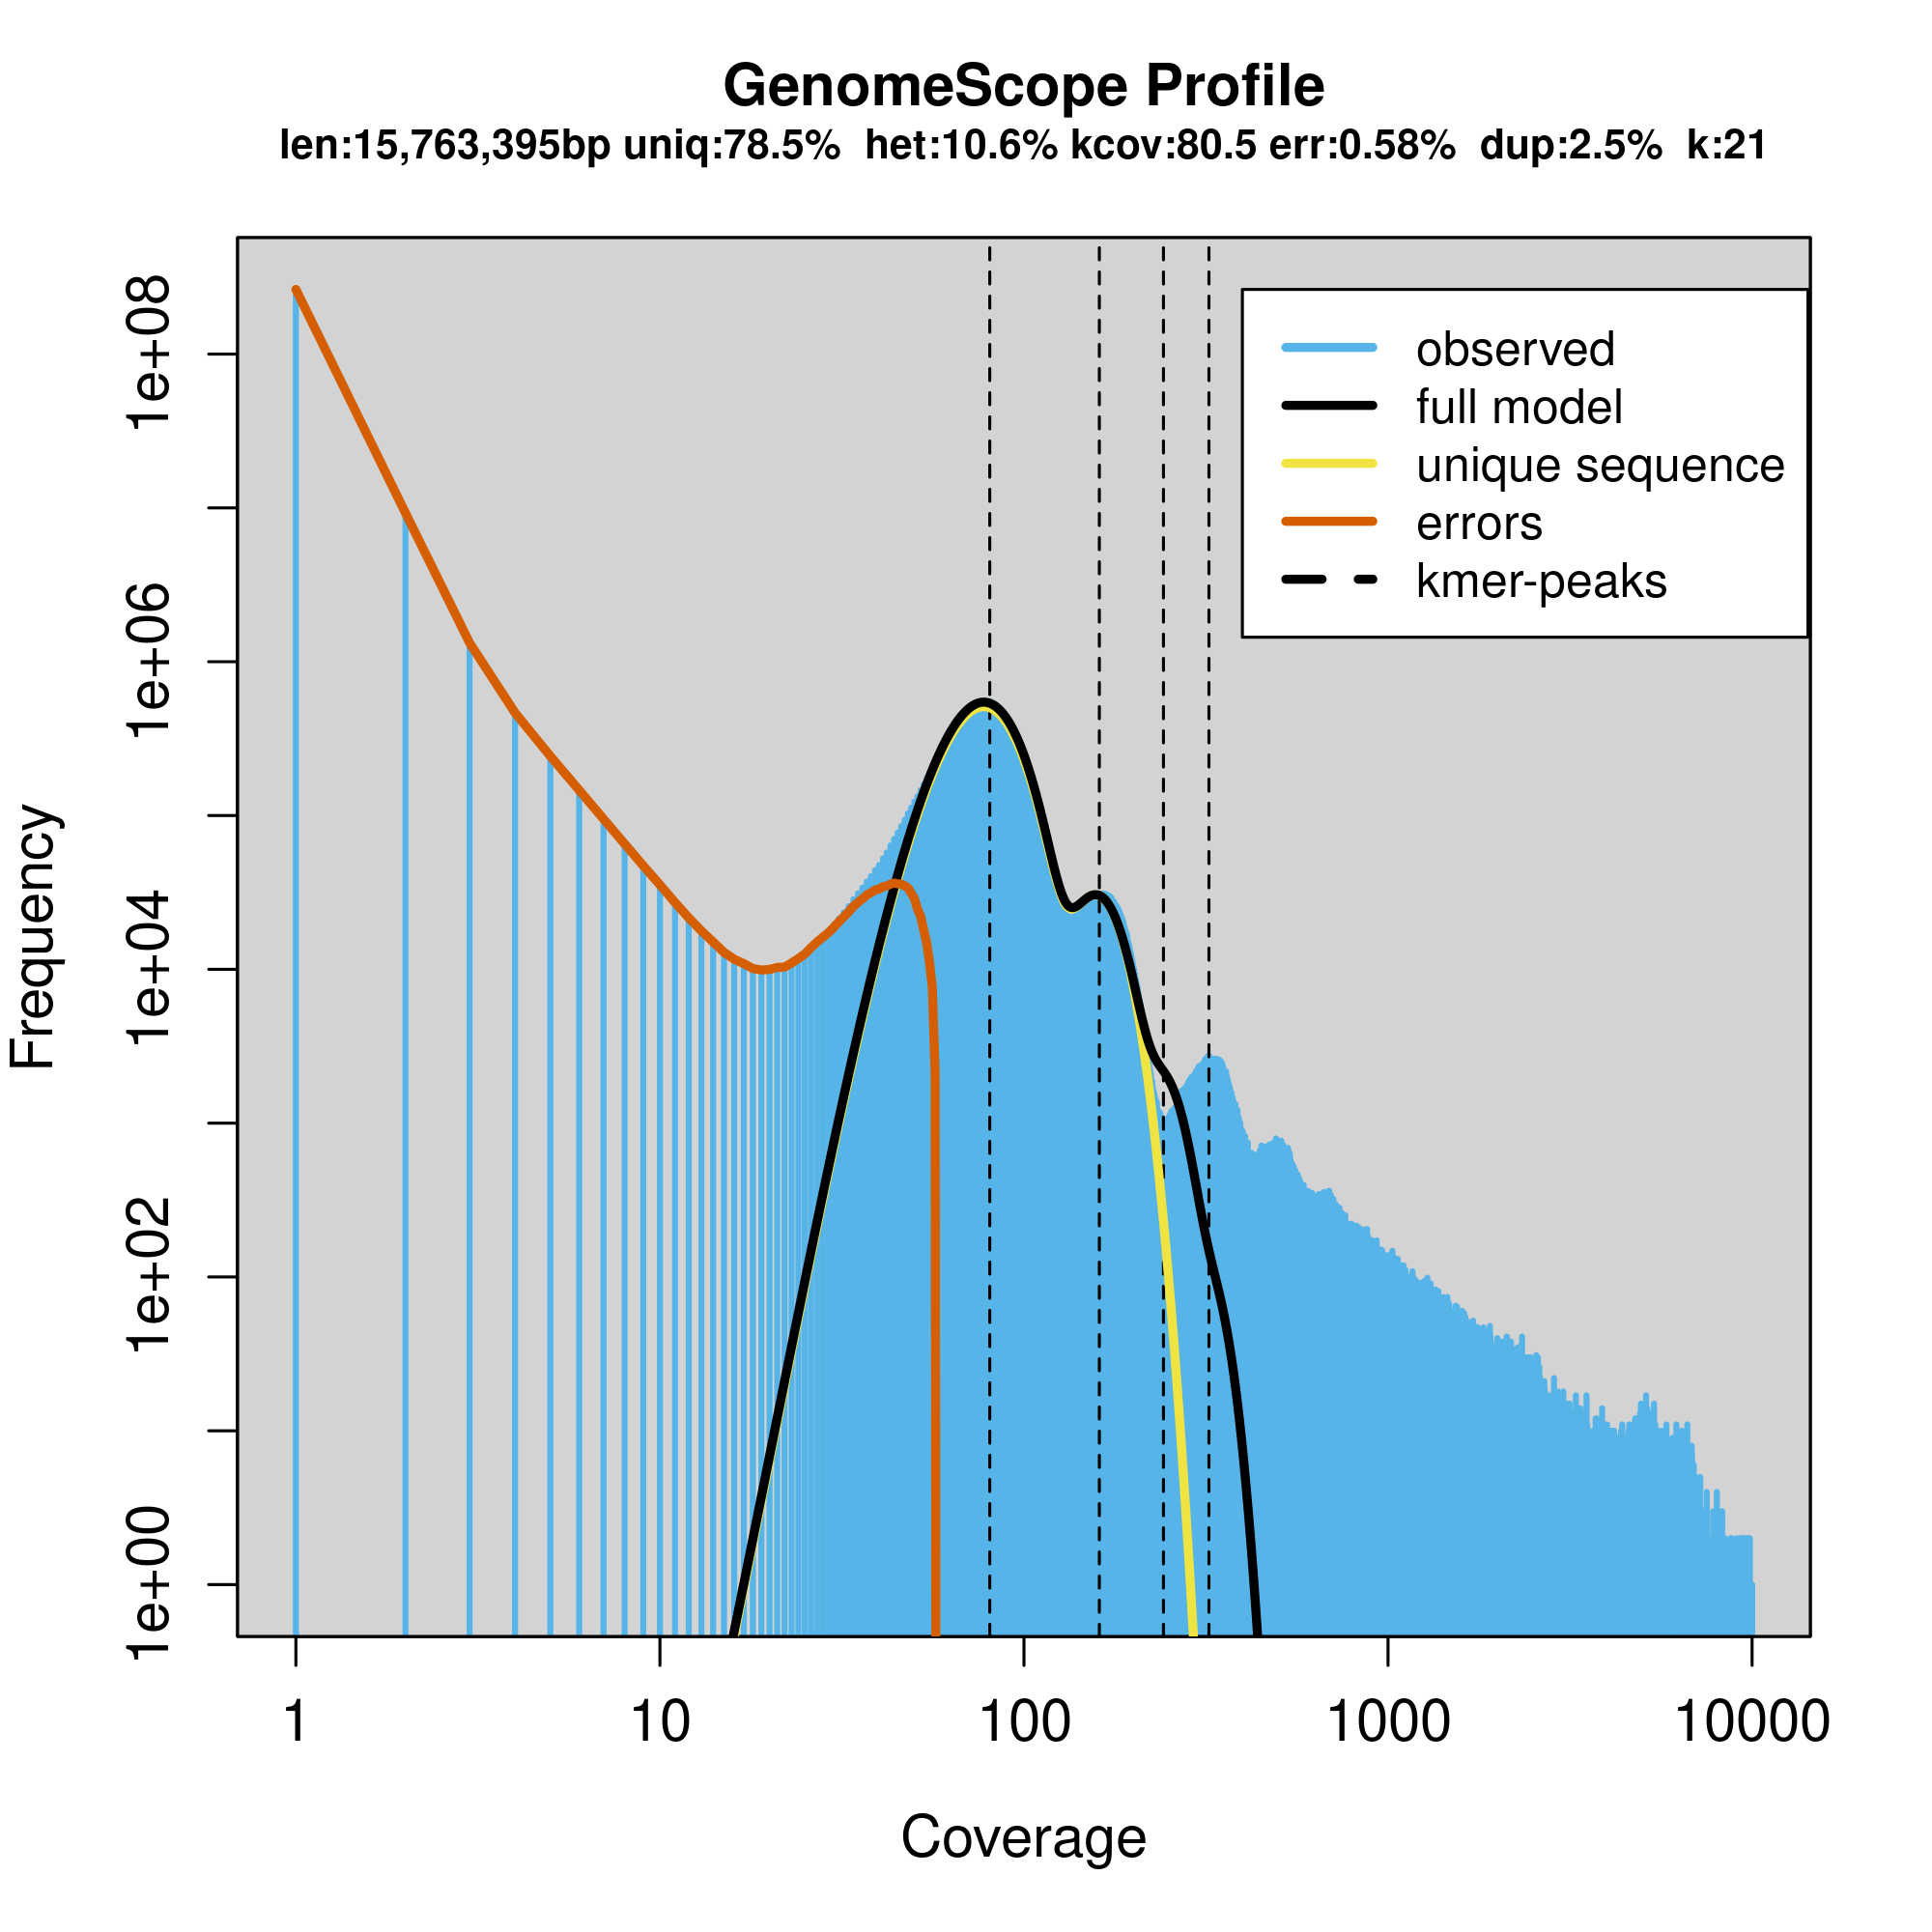 GenomeScope Profile
len:15,763,395bp uniq:78.5% het:10.6% kcov:80.5 err:0.58% dup:2.5% k:21
observed
full model
unique sequence
errors
kmer-peaks
Frequency
1e+08
1e+06
1e+04
1e+02
1e+00
1 10 100 1000 10000
Coverage